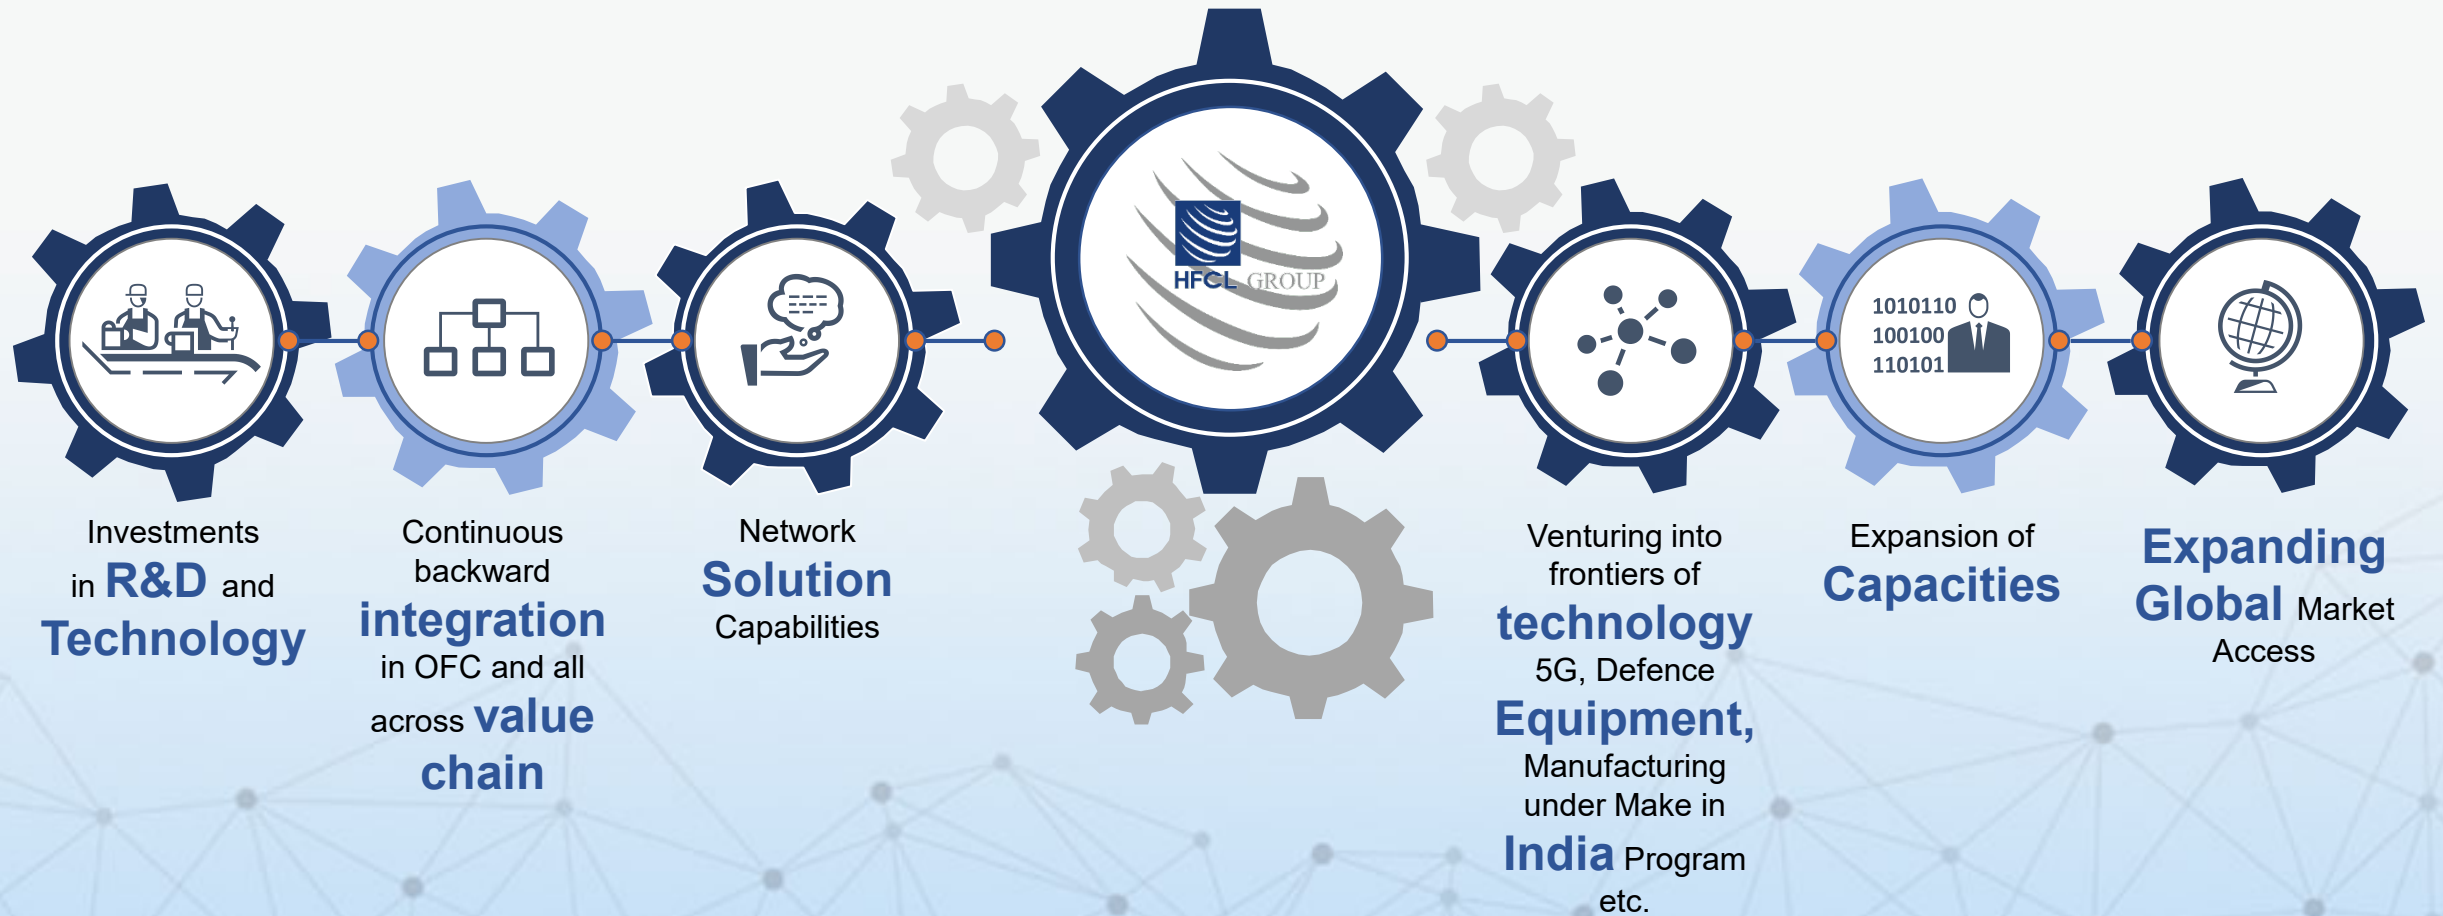 HFCL GROUP
1010110
100100
110101
Investments
in R&D and
Technology
Continuous
backward
integration
in OFC and all
across value
chain
Network
Solution
Capabilities
Venturing into
frontiers of
technology
5G, Defence
Equipment,
Manufacturing
under Make in
India Program
etc.
Expansion of
Capacities
Expanding
Global Market
Access